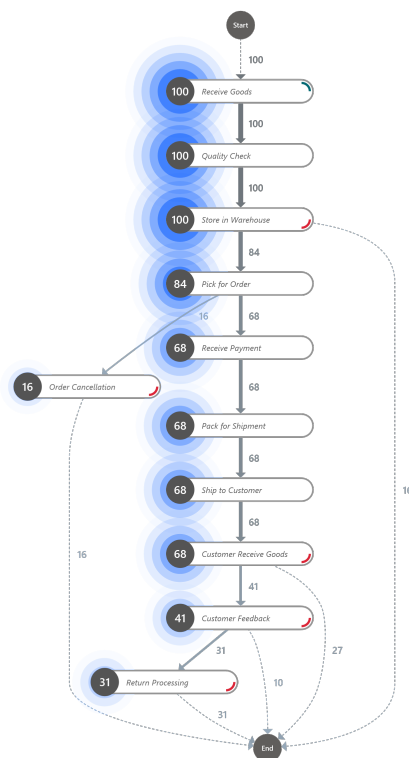 Start
100
100 Receive Goods
100
100 Quality Check
100
100 Store in Warehouse
84
84 Pick for Order
16
68
68 Receive Payment
16 Order Cancellation
68
68 Pack for Shipment
68
68 Ship to Customer
68
68 Customer Receive Goods
16
41
41 Customer Feedback
31
27
31 Return Processing
10
31
End